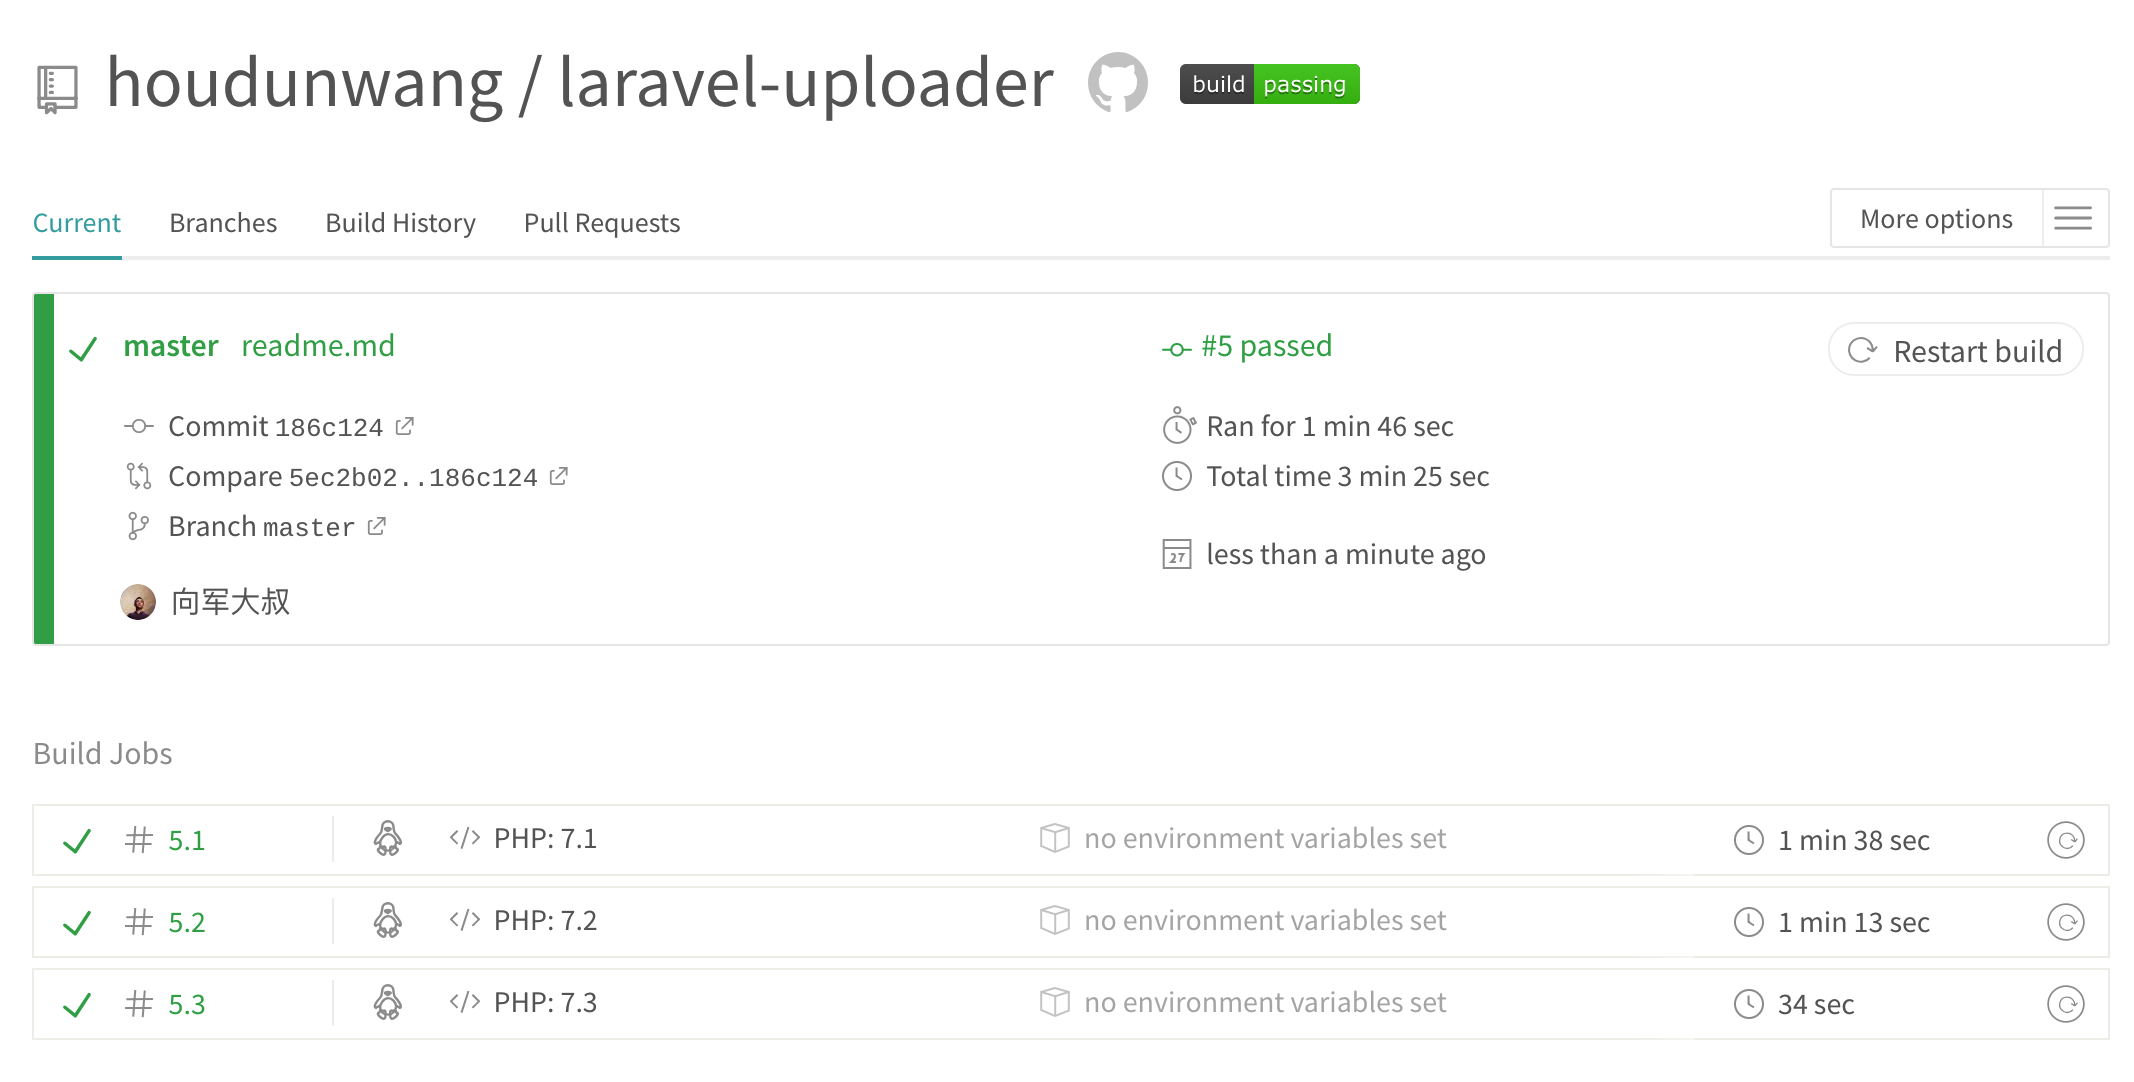 houdunwang / laravel-uploader build passing
Current Branches Build History Pull Requests More options
master readme.md #5 passed Restart build
Commit 186c124 Ran for 1 min 46 sec
Compare 5ec2b02..186c124 Total time 3 min 25 sec
Branch master
27 less than a minute ago
向军大叔
Build Jobs
# 5.1 </> PHP: 7.1 no environment variables set 1 min 38 sec
# 5.2 </> PHP: 7.2 no environment variables set 1 min 13 sec
# 5.3 </> PHP: 7.3 no environment variables set 34 sec